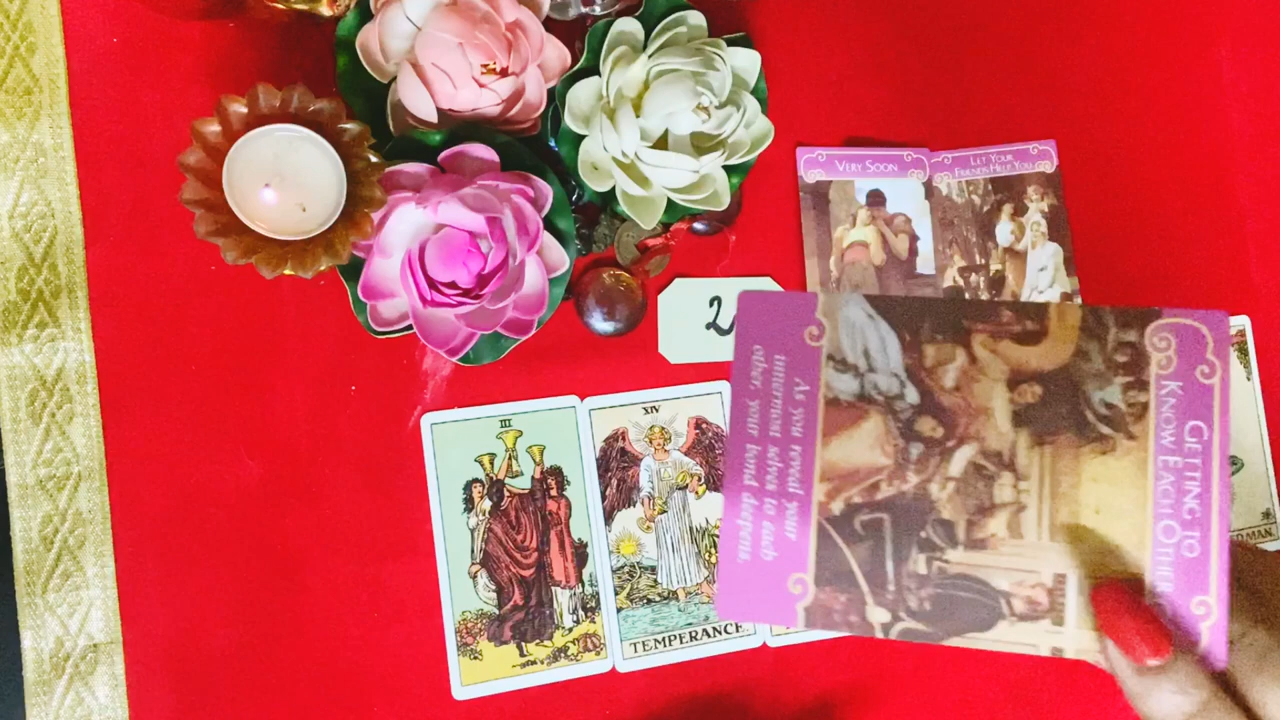 VERY SOON
LET YOUR
FRIENDS HELP YOU
2
III
XIV
TEMPERANCE.
GETTING TO
KNOW EACH OTHER
As you reveal your
innermost selves to each
other, your bond deepens.